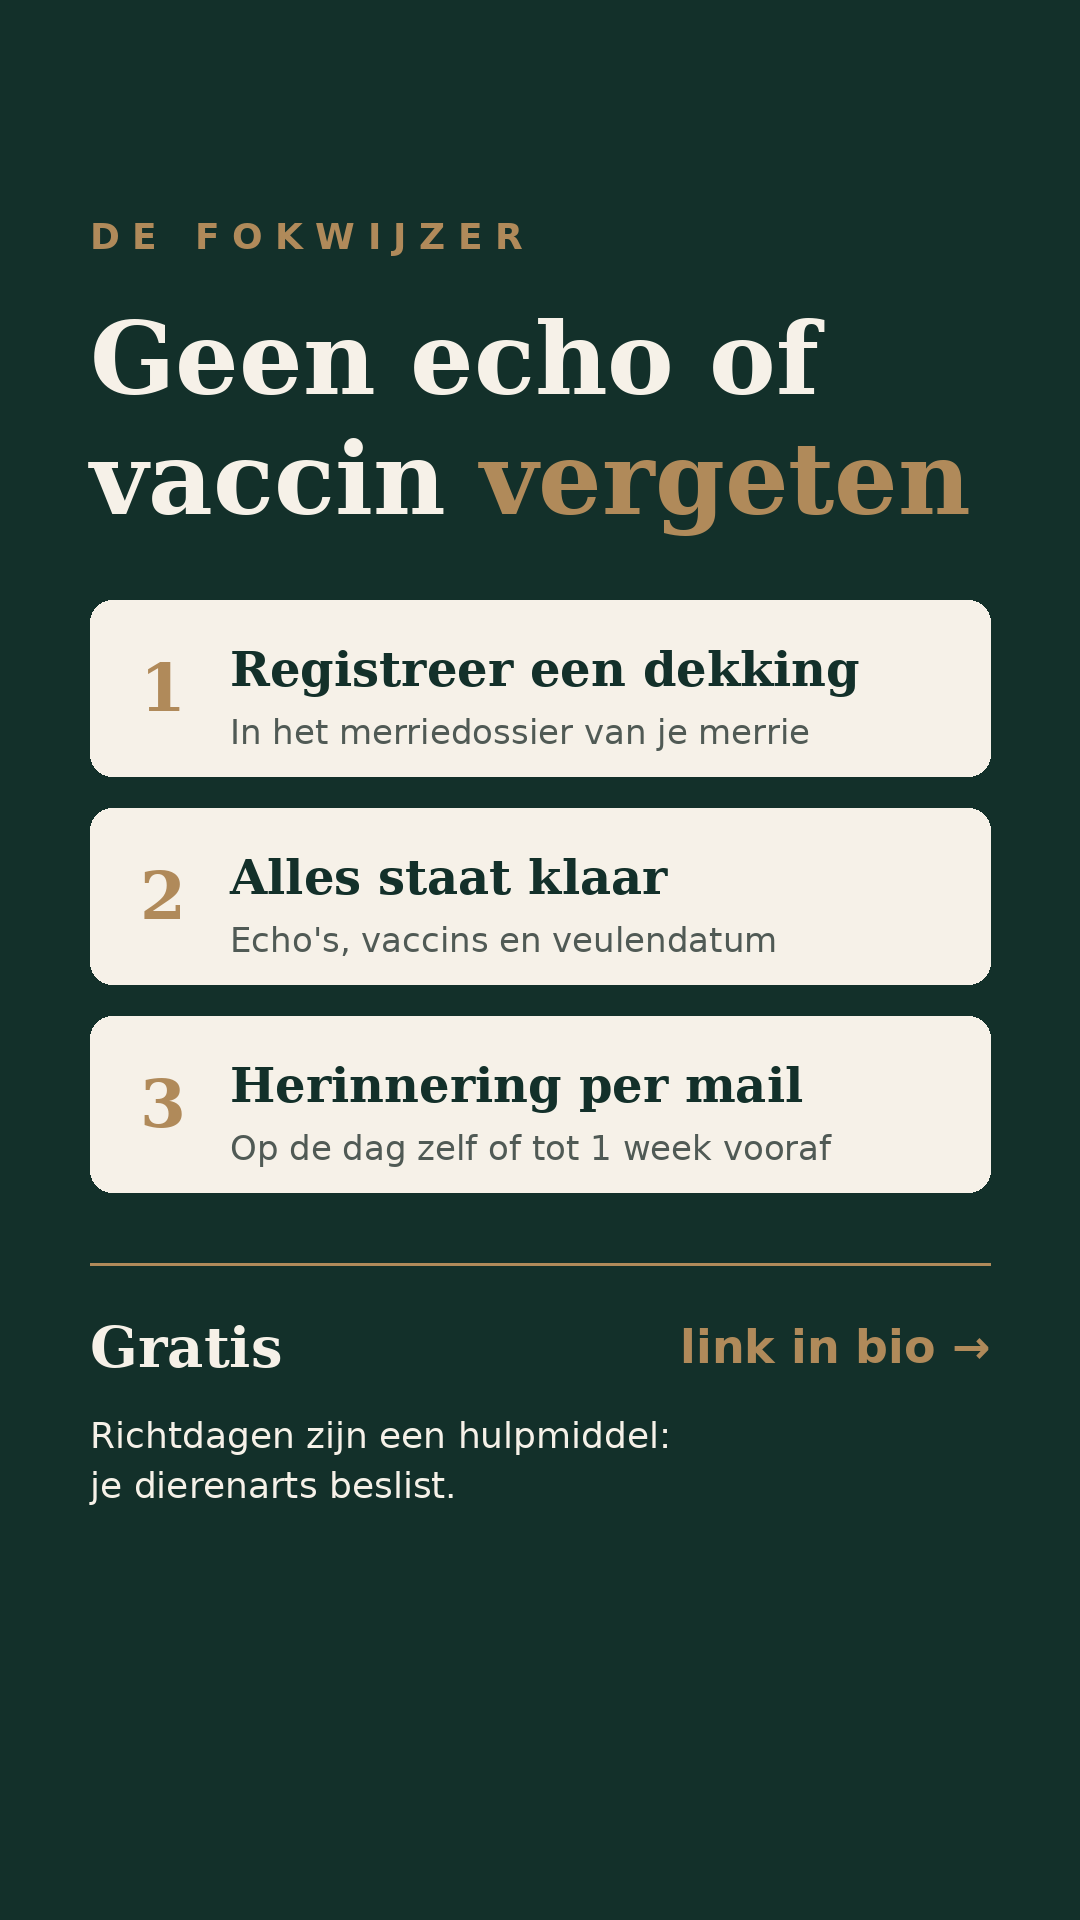 DE FOKWIJZER
Geen echo of
vaccin vergeten
1
Registreer een dekking
In het merriedossier van je merrie
2
Alles staat klaar
Echo's, vaccins en veulendatum
3
Herinnering per mail
Op de dag zelf of tot 1 week vooraf
Gratis
link in bio →
Richtdagen zijn een hulpmiddel:
je dierenarts beslist.